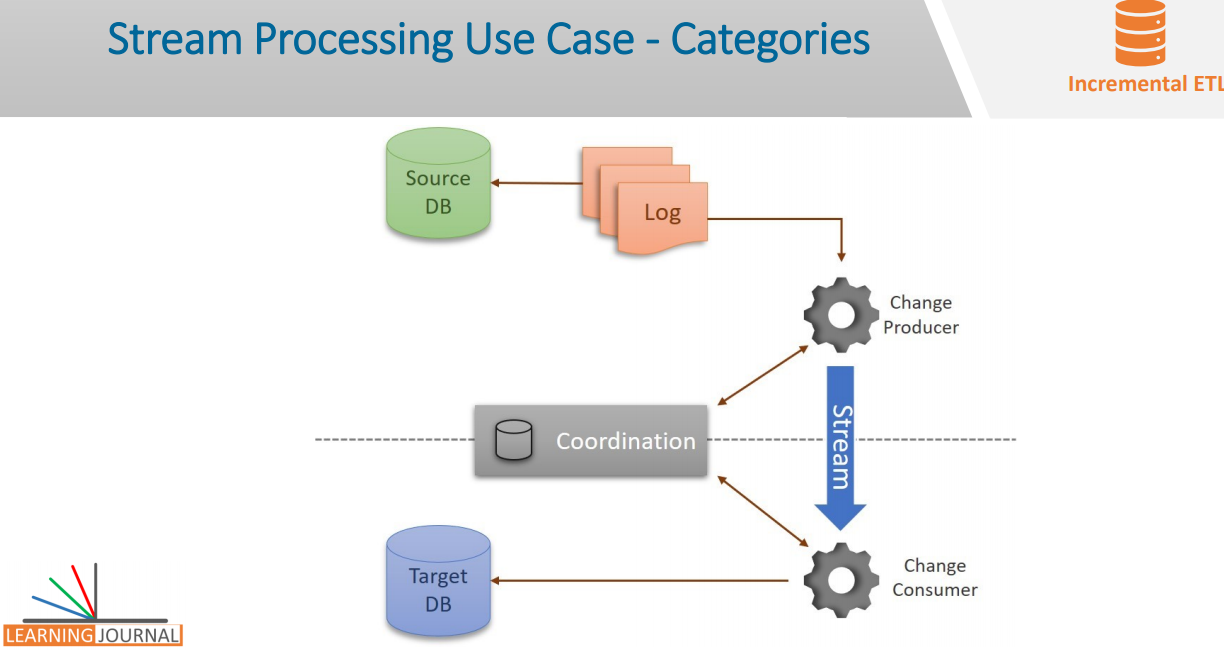 Stream Processing Use Case - Categories
Incremental ETL
Source
DB
Log
Change
Producer
Stream
Coordination
Target
DB
Change
Consumer
LEARNING JOURNAL